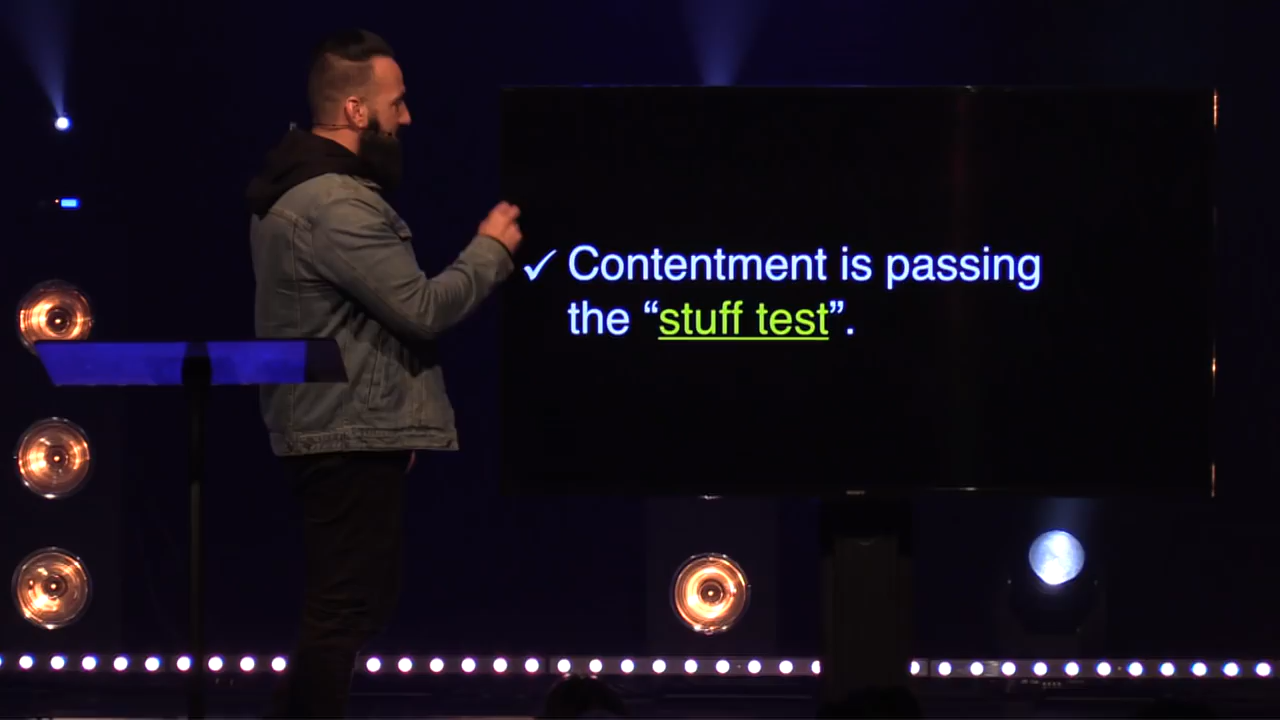 ✓ Contentment is passing
the “stuff test”.